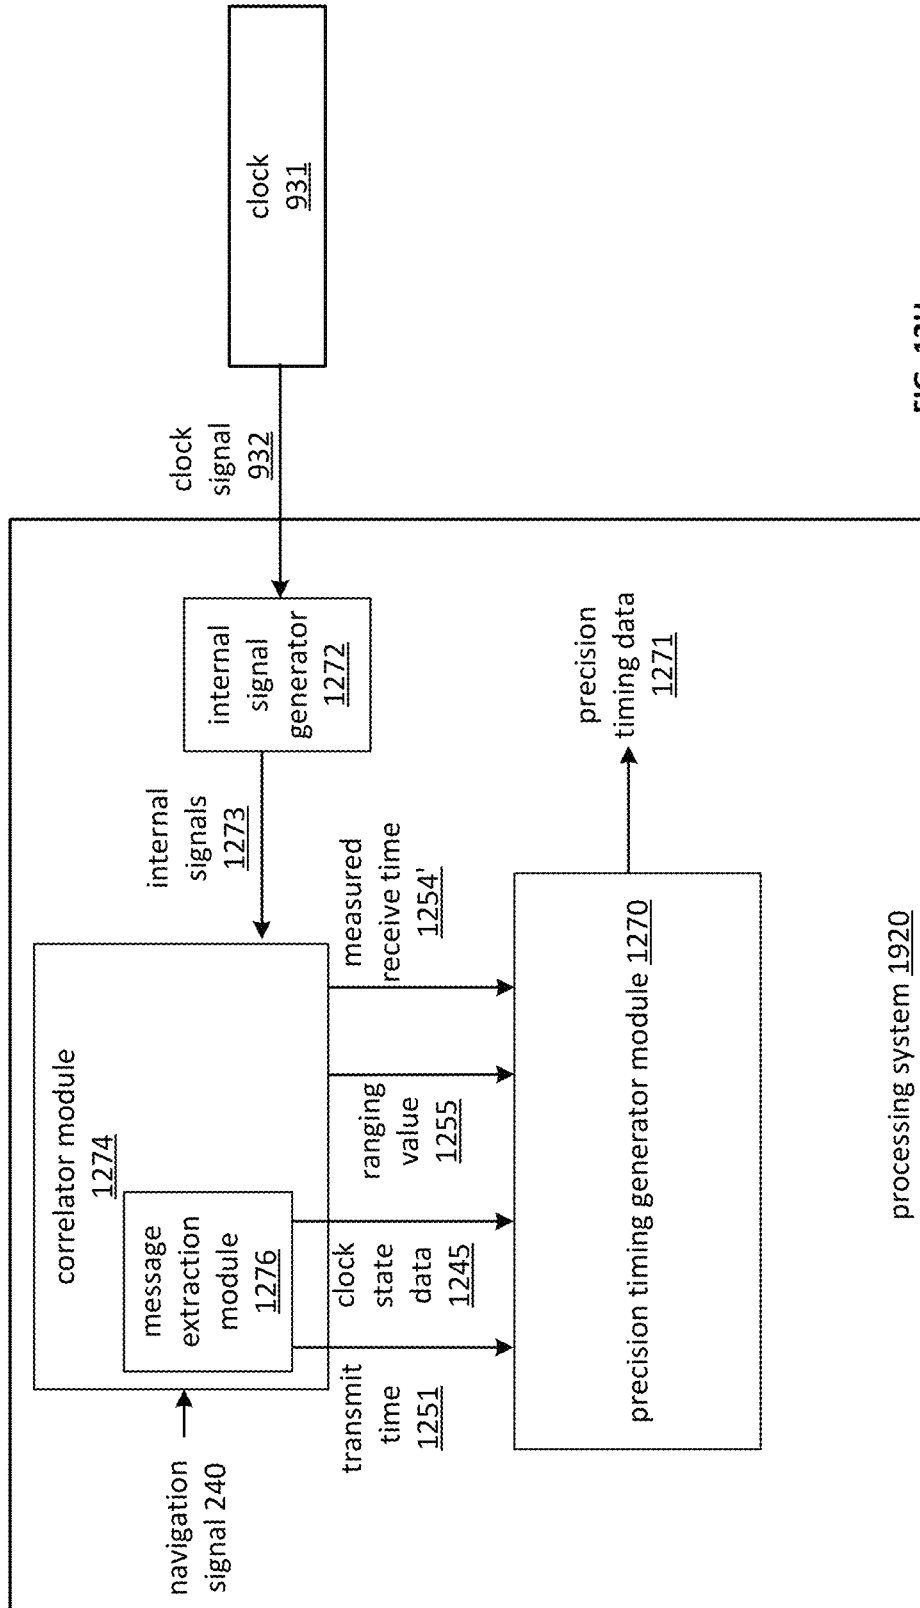 navigation
signal 240
correlator module
1274
message
extraction
module
1276
transmit
time
1251
clock
state
data
1245
ranging
value
1255
measured
receive time
1254'
internal
signals
1273
internal
signal
generator
1272
clock
signal
932
clock
931
precision timing generator module 1270
precision
timing data
1271
processing system 1920